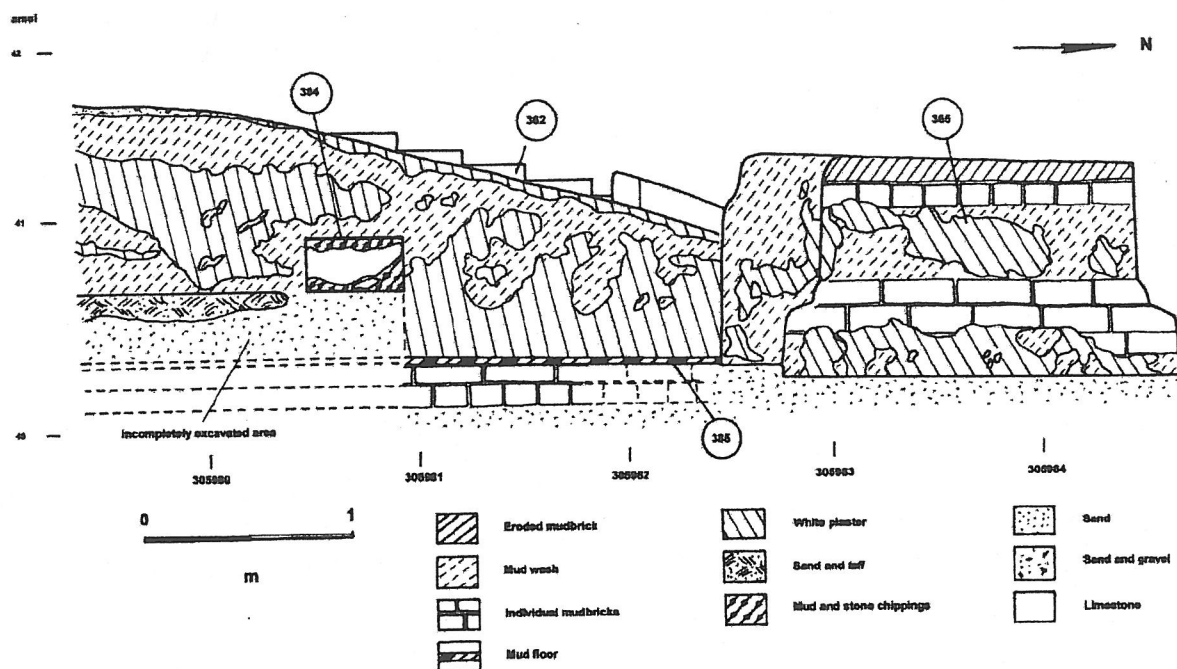 amsl
42
N
384
382
365
41
385
40
Incompletely excavated area
305980
305981
305982
305983
305984
0 1
m
Eroded mudbrick
Mud wash
Individual mudbricks
Mud floor
White plaster
Sand and taff
Mud and stone chippings
Sand
Sand and gravel
Limestone